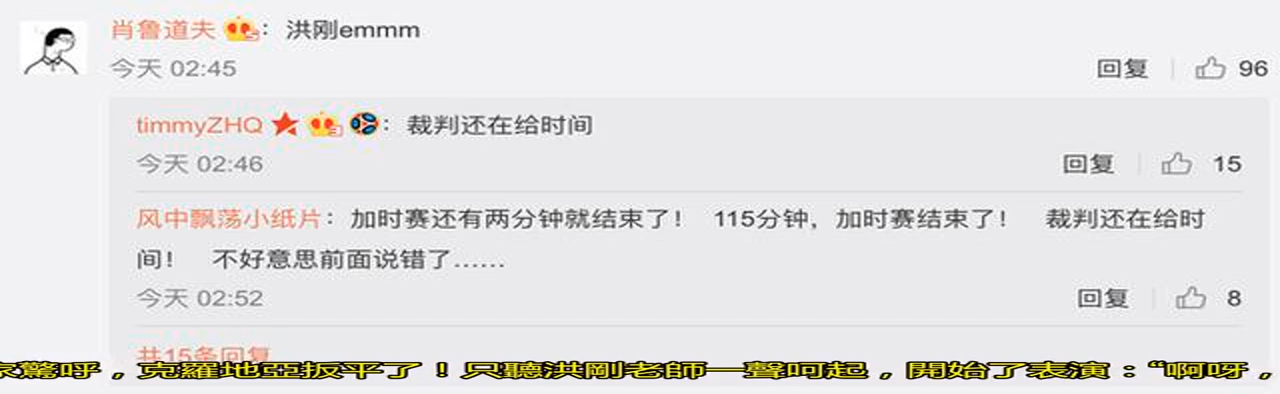 肖鲁道夫：洪刚emmm
今天 02:45
回复 96
timmyZHQ：裁判还在给时间
今天 02:46
回复 15
风中飘荡小纸片：加时赛还有两分钟就结束了！ 115分钟，加时赛结束了！ 裁判还在给时
间！ 不好意思前面说错了……
今天 02:52
回复 8
共15条回复
家驚呼，克羅地亞扳平了！只聽洪剛老師一聲呵起，開始了表演：“啊呀，